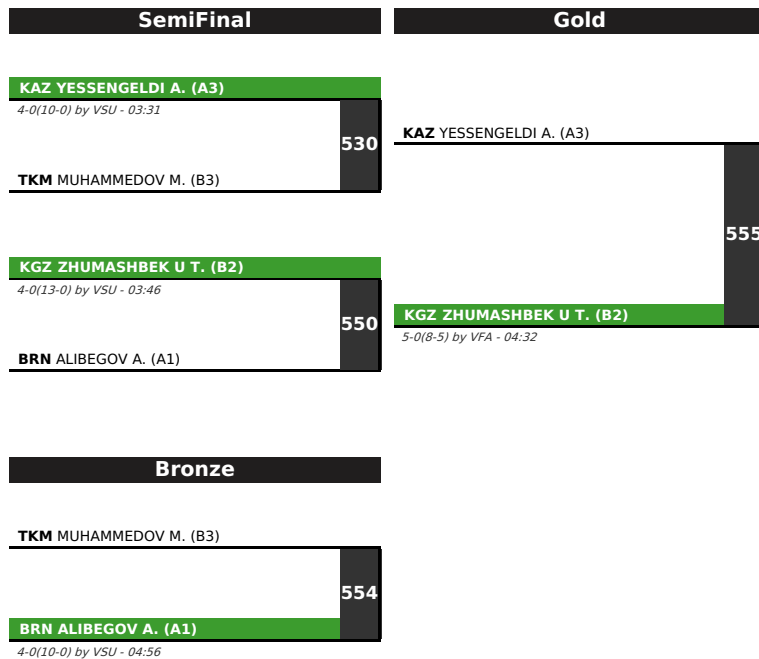 SemiFinal
KAZ YESSENGELDI A. (A3)
4-0(10-0) by VSU - 03:31
530
TKM MUHAMMEDOV M. (B3)
KGZ ZHUMASHBEK U T. (B2)
4-0(13-0) by VSU - 03:46
550
BRN ALIBEGOV A. (A1)
Gold
KAZ YESSENGELDI A. (A3)
555
KGZ ZHUMASHBEK U T. (B2)
5-0(8-5) by VFA - 04:32
Bronze
TKM MUHAMMEDOV M. (B3)
554
BRN ALIBEGOV A. (A1)
4-0(10-0) by VSU - 04:56